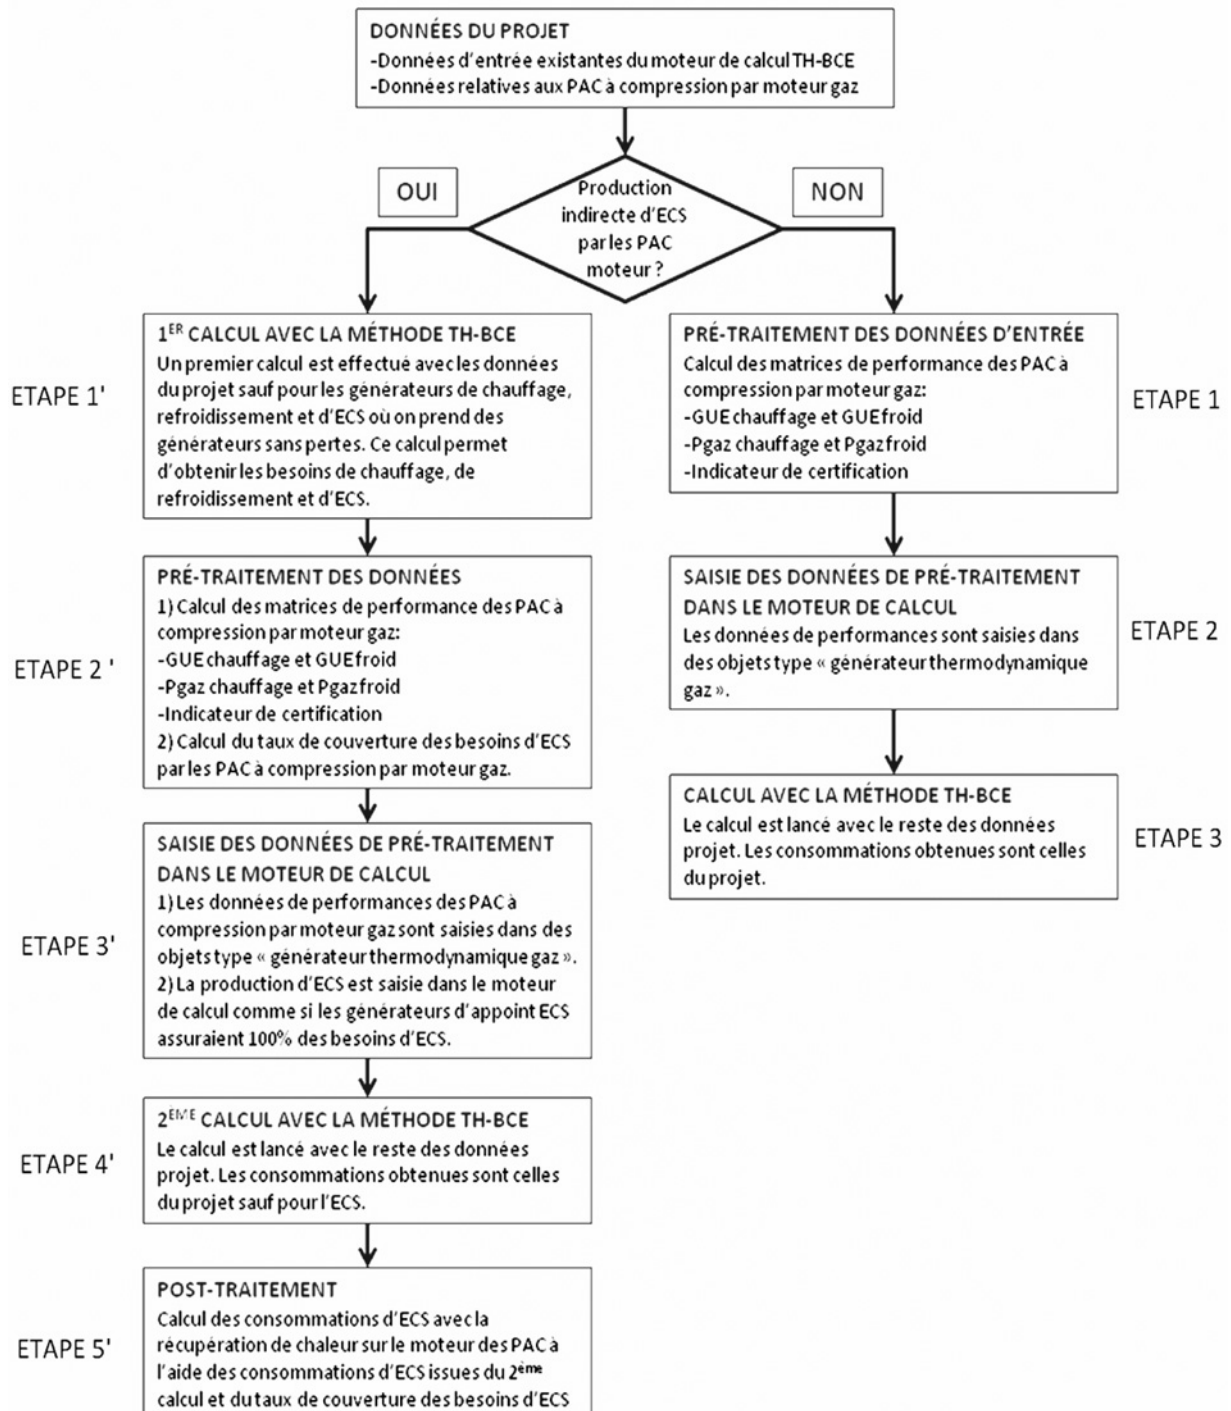 DONNÉES DU PROJET
-Données d'entrée existantes du moteur de calcul TH-BCE
-Données relatives aux PAC à compression par moteur gaz
OUI
Production
indirecte d'ECS
par les PAC
moteur ?
NON
ETAPE 1'
1ER CALCUL AVEC LA MÉTHODE TH-BCE
Un premier calcul est effectué avec les données
du projet sauf pour les générateurs de chauffage,
refroidissement et d'ECS où on prend des
générateurs sans pertes. Ce calcul permet
d'obtenir les besoins de chauffage, de
refroidissement et d'ECS.
ETAPE 2 '
PRÉ-TRAITEMENT DES DONNÉES
1) Calcul des matrices de performance des PAC à
compression par moteur gaz:
-GUE chauffage et GUE froid
-Pgaz chauffage et Pgaz froid
-Indicateur de certification
2) Calcul du taux de couverture des besoins d'ECS
par les PAC à compression par moteur gaz.
ETAPE 3'
SAISIE DES DONNÉES DE PRÉ-TRAITEMENT
DANS LE MOTEUR DE CALCUL
1) Les données de performances des PAC à
compression par moteur gaz sont saisies dans des
objets type « générateur thermodynamique gaz ».
2) La production d'ECS est saisie dans le moteur
de calcul comme si les générateurs d'appoint ECS
assuraient 100% des besoins d'ECS.
ETAPE 4'
2ÈME CALCUL AVEC LA MÉTHODE TH-BCE
Le calcul est lancé avec le reste des données
projet. Les consommations obtenues sont celles
du projet sauf pour l'ECS.
ETAPE 5'
POST-TRAITEMENT
Calcul des consommations d'ECS avec la
récupération de chaleur sur le moteur des PAC à
l'aide des consommations d'ECS issues du 2ème
calcul et du taux de couverture des besoins d'ECS
PRÉ-TRAITEMENT DES DONNÉES D'ENTRÉE
Calcul des matrices de performance des PAC à
compression par moteur gaz:
-GUE chauffage et GUE froid
-Pgaz chauffage et Pgaz froid
-Indicateur de certification
ETAPE 1
SAISIE DES DONNÉES DE PRÉ-TRAITEMENT
DANS LE MOTEUR DE CALCUL
Les données de performances sont saisies dans
des objets type « générateur thermodynamique
gaz ».
ETAPE 2
CALCUL AVEC LA MÉTHODE TH-BCE
Le calcul est lancé avec le reste des données
projet. Les consommations obtenues sont celles
du projet.
ETAPE 3